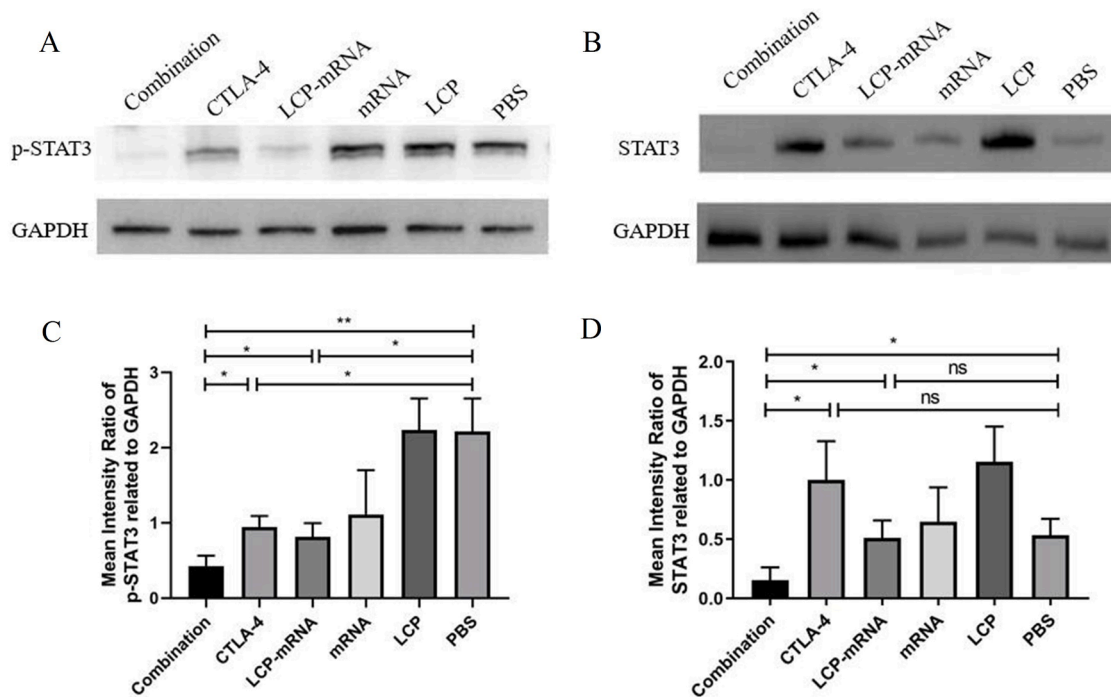 A
Combination
CTLA-4
LCP-mRNA
mRNA
LCP
PBS
p-STAT3
GAPDH
B
Combination
CTLA-4
LCP-mRNA
mRNA
LCP
PBS
STAT3
GAPDH
C
**
*
*
*
*
Mean Intensity Ratio of
p-STAT3 related to GAPDH
3
2
1
0
Combination
CTLA-4
LCP-mRNA
mRNA
LCP
PBS
D
*
*
ns
*
ns
Mean Intensity Ratio of
STAT3 related to GAPDH
2.0
1.5
1.0
0.5
0.0
Combination
CTLA-4
LCP-mRNA
mRNA
LCP
PBS